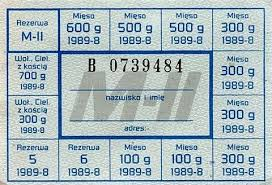 Rezerwa
M-II
Mięso
600 g
1989-8
Mięso
500 g
1989-8
Mięso
500 g
1989-8
Mięso
300 g
1989-8
Woł. Ciel.
z kością
700 g
1989-8
B 0739484
M-II
nazwisko i imię
adres:-
Mięso
300 g
1989-8
Woł. Ciel.
z kością
300 g
1989-8
Mięso
300 g
1989-8
Rezerwa
5
1989-8
Rezerwa
6
1989-8
Mięso
100 g
1989-8
Mięso
100 g
1989-8
Mięso
300 g
1989-8